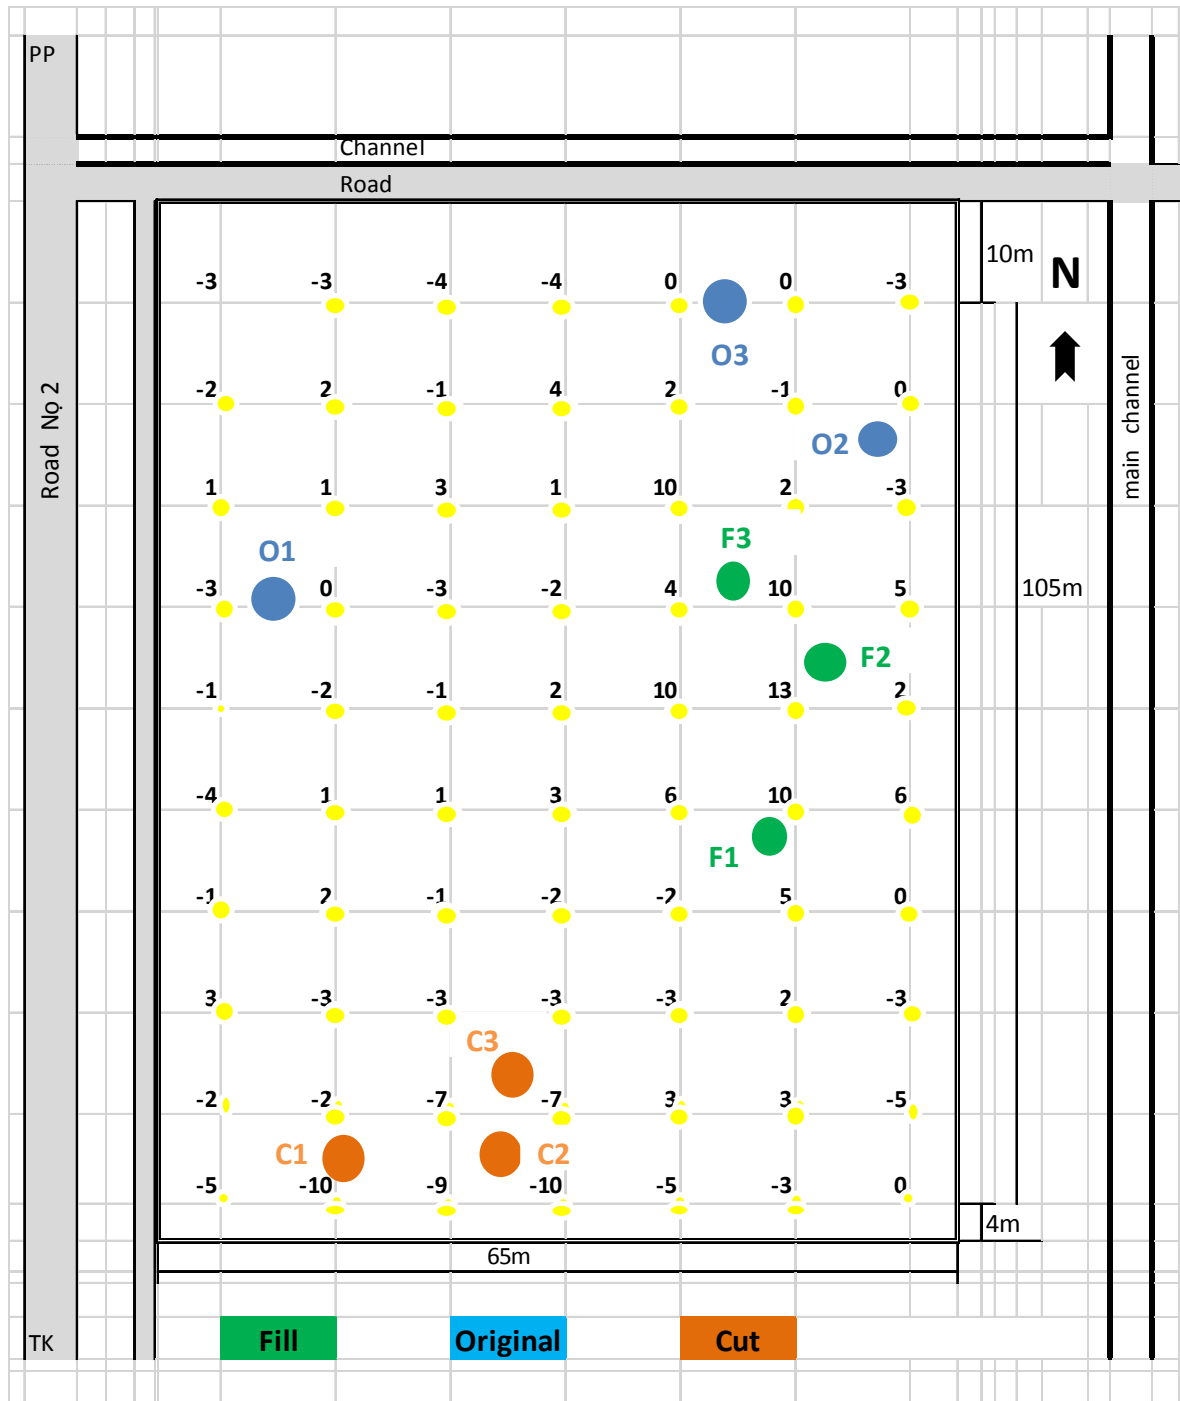 PP
Channel
Road
10m
N
-3 -3 -4 -4 0 0 -3
O3
Road Nọ 2
main channel
-2 2 -1 4 2 -1 0
O2
1 1 3 1 10 2 -3
O1
F3
-3 0 -3 -2 4 10 5
105m
F2
-1 -2 -1 2 10 13 2
-4 1 1 3 6 10 6
F1
-1 2 -1 -2 -2 5 0
3 -3 -3 -3 -3 2 -3
C3
-2 -2 -7 -7 3 3 -5
C1
C2
-5 -10 -9 -10 -5 -3 0
4m
65m
TK
Fill
Original
Cut